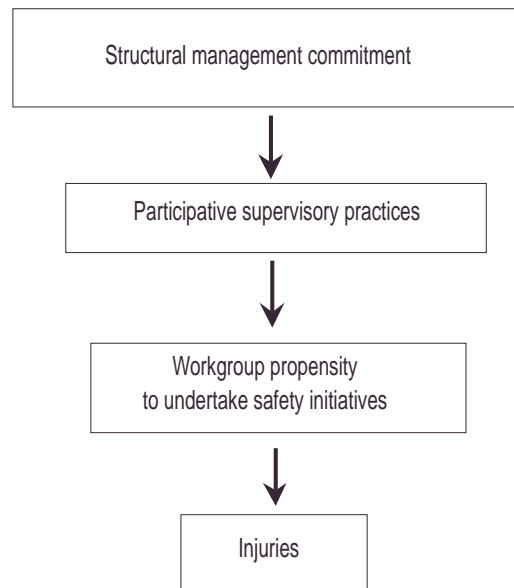 Structural management commitment
Participative supervisory practices
Workgroup propensity
to undertake safety initiatives
Injuries